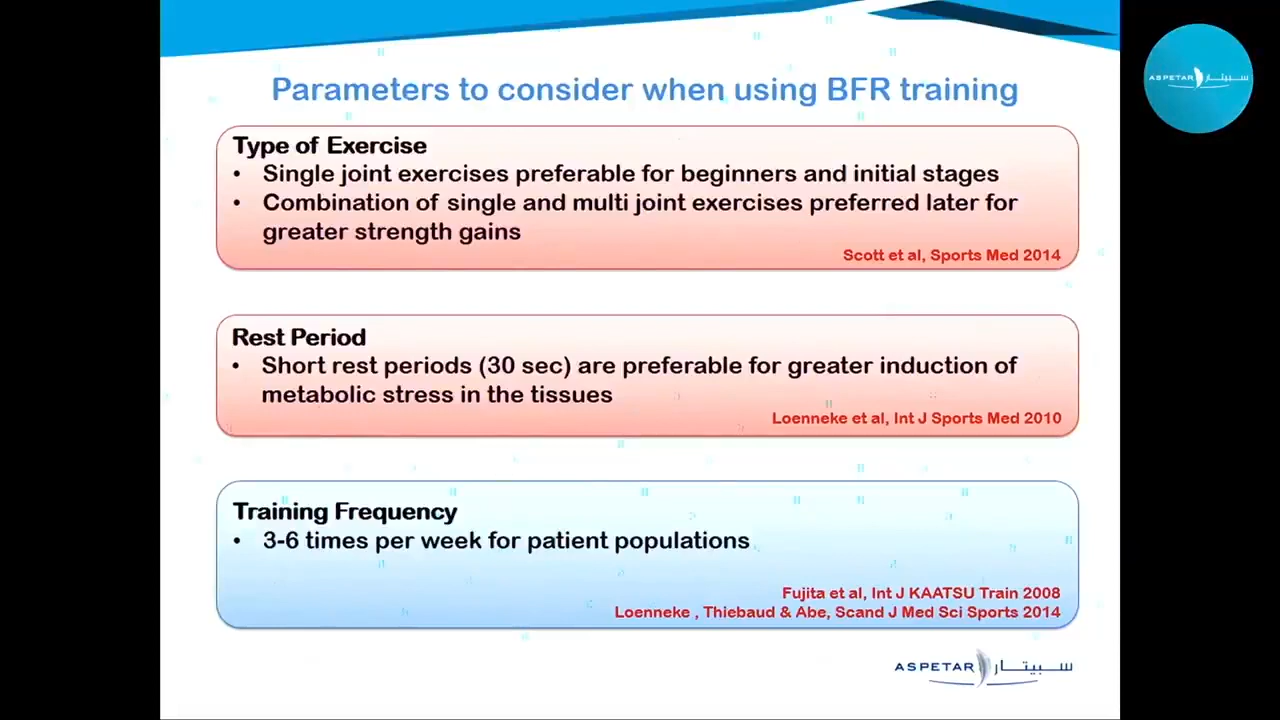 Parameters to consider when using BFR training
ASPETAR سبيتار
Type of Exercise
• Single joint exercises preferable for beginners and initial stages
• Combination of single and multi joint exercises preferred later for
greater strength gains
Scott et al, Sports Med 2014
Rest Period
• Short rest periods (30 sec) are preferable for greater induction of
metabolic stress in the tissues
Loenneke et al, Int J Sports Med 2010
Training Frequency
• 3-6 times per week for patient populations
Fujita et al, Int J KAATSU Train 2008
Loenneke , Thiebaud & Abe, Scand J Med Sci Sports 2014
ASPETAR سبيتار